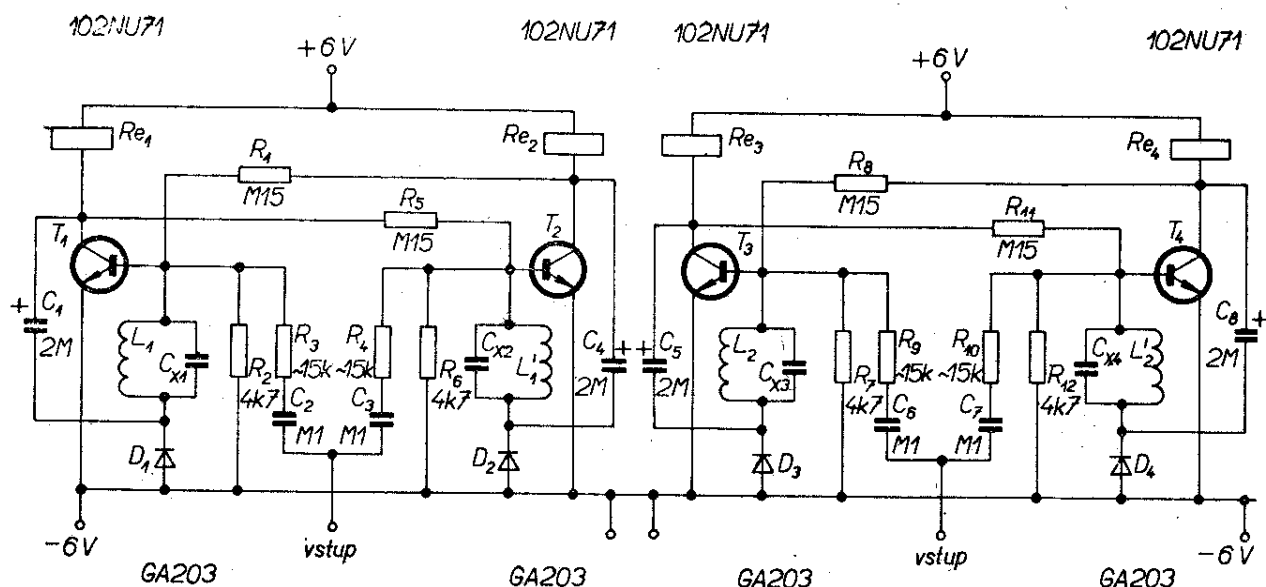 102NU71
102NU71
102NU71
102NU71
+6V
+6V
Re1
Re2
Re3
Re4
R1
M15
R8
M15
R5
M15
R11
M15
T1
T2
T3
T4
+
C1
2M
L1
Cx1
R2
4k7
R3
~15k
R4
~15k
R6
4k7
Cx2
L'1
C4
2M
+
+
C5
2M
L2
Cx3
R7
4k7
R9
~15k
R10
~15k
R12
4k7
Cx4
L'2
C8
+
2M
C2
M1
C3
M1
C6
M1
C7
M1
D1
D2
D3
D4
-6V
vstup
vstup
-6V
GA203
GA203
GA203
GA203